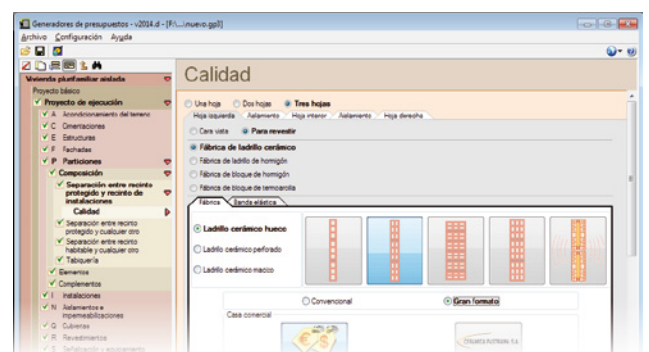 Generadores de presupuestos - v2014.d - [F:\...\nuevo.gp3]
Archivo Configuración Ayuda
Vivienda plurifamiliar aislada
Proyecto básico
Proyecto de ejecución
A Acondicionamiento del terreno
C Cimentaciones
E Estructuras
F Fachadas
P Particiones
Composición
Separación entre recinto
protegido y recinto de
instalaciones
Calidad
Separación entre recinto
protegido y cualquier otro
Separación entre recinto
habitable y cualquier otro
Tabiquería
Elementos
Complementos
I Instalaciones
N Aislamientos e
impermeabilizaciones
Q Cubiertas
R Revestimientos
S Señalización y equipamiento
Calidad
Una hoja Dos hojas Tres hojas
Hoja izquierda Aislamiento Hoja interior Aislamiento Hoja derecha
Cara vista Para revestir
Fábrica de ladrillo cerámico
Fábrica de ladrillo de hormigón
Fábrica de bloque de hormigón
Fábrica de bloque de termoarcilla
Fábrica Banda elástica
Ladrillo cerámico hueco
Ladrillo cerámico perforado
Ladrillo cerámico macizo
Convencional Gran formato
Casa comercial